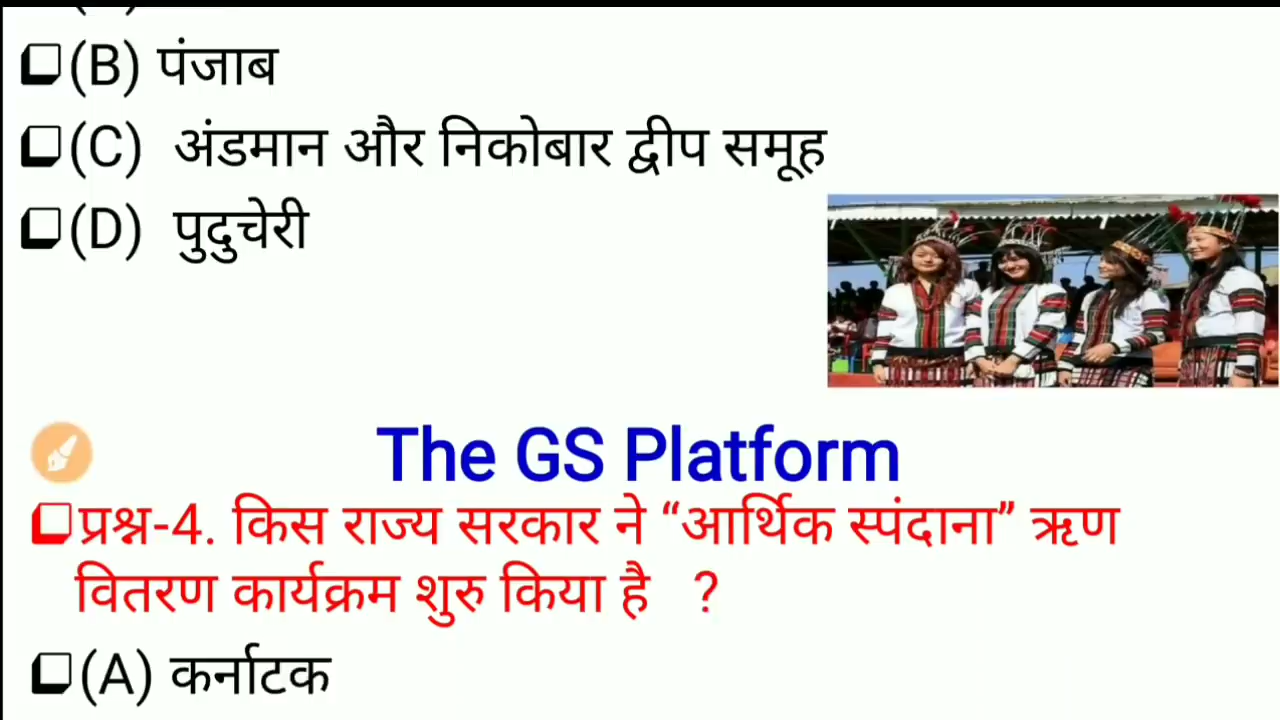 ❑(B) पंजाब
❑(C) अंडमान और निकोबार द्वीप समूह
❑(D) पुदुचेरी
The GS Platform
❑प्रश्न-4. किस राज्य सरकार ने “आर्थिक स्पंदाना” ऋण
वितरण कार्यक्रम शुरु किया है ?
❑(A) कर्नाटक